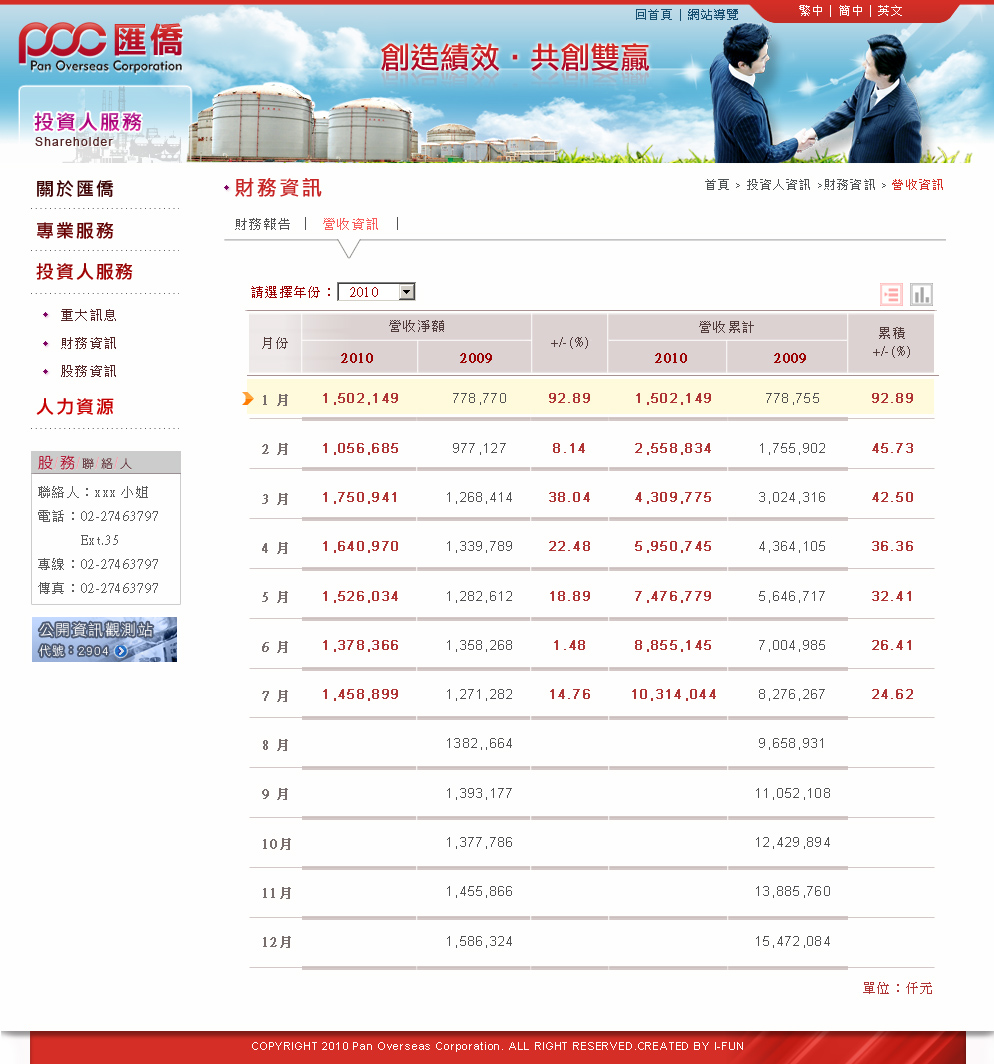 回首頁 | 網站導覽
繁中 | 簡中 | 英文
POC 匯僑
Pan Overseas Corporation
創造績效 · 共創雙贏
投資人服務
Shareholder
關於匯僑
專業服務
投資人服務
重大訊息
財務資訊
股務資訊
人力資源
股 務 聯 絡 人
聯絡人：xxx 小姐
電話：02-27463797
Ext.35
專線：02-27463797
傳真：02-27463797
公開資訊觀測站
代號：2904
財務資訊
首頁 > 投資人資訊 >財務資訊 > 營收資訊
財務報告 | 營收資訊 |
請選擇年份：2010
月份 營收淨額 +/-(%) 營收累計 累積 +/-(%)
2010 2009 2010 2009
1 月 1,502,149 778,770 92.89 1,502,149 778,755 92.89
2 月 1,056,685 977,127 8.14 2,558,834 1,755,902 45.73
3 月 1,750,941 1,268,414 38.04 4,309,775 3,024,316 42.50
4 月 1,640,970 1,339,789 22.48 5,950,745 4,364,105 36.36
5 月 1,526,034 1,282,612 18.89 7,476,779 5,646,717 32.41
6 月 1,378,366 1,358,268 1.48 8,855,145 7,004,985 26.41
7 月 1,458,899 1,271,282 14.76 10,314,044 8,276,267 24.62
8 月 1382,,664 9,658,931
9 月 1,393,177 11,052,108
10月 1,377,786 12,429,894
11月 1,455,866 13,885,760
12月 1,586,324 15,472,084
單位：仟元
COPYRIGHT 2010 Pan Overseas Corporation. ALL RIGHT RESERVED.CREATED BY I-FUN